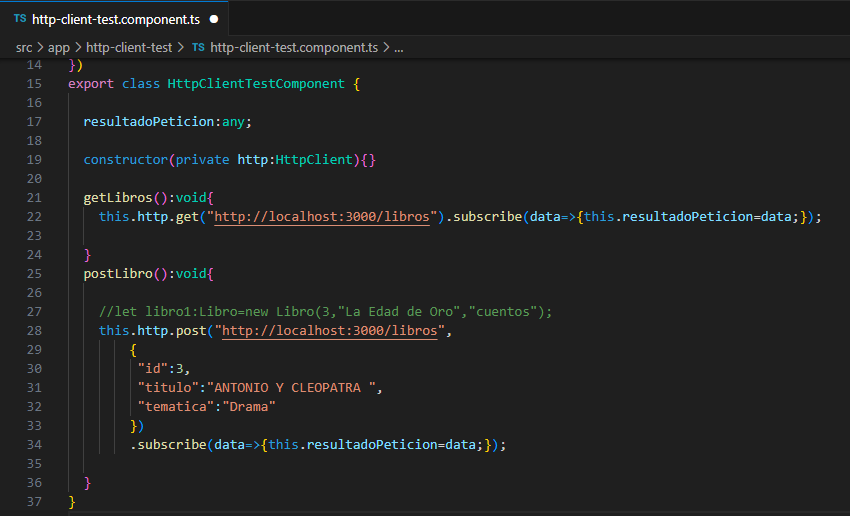 TS http-client-test.component.ts ●
src > app > http-client-test > TS http-client-test.component.ts > ...
14 })
15 export class HttpClientTestComponent {
16
17 resultadoPeticion:any;
18
19 constructor(private http:HttpClient){}
20
21 getLibros():void{
22 this.http.get("http://localhost:3000/libros").subscribe(data=>{this.resultadoPeticion=data;});
23
24 }
25 postLibro():void{
26
27 //let libro1:Libro=new Libro(3,"La Edad de Oro","cuentos");
28 this.http.post("http://localhost:3000/libros",
29 {
30 "id":3,
31 "titulo":"ANTONIO Y CLEOPATRA ",
32 "tematica":"Drama"
33 })
34 .subscribe(data=>{this.resultadoPeticion=data;});
35
36 }
37 }